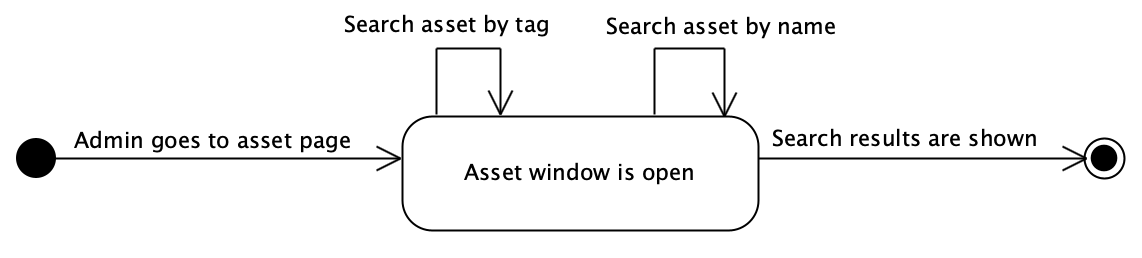 Search asset by tag
Search asset by name
Admin goes to asset page
Search results are shown
Asset window is open